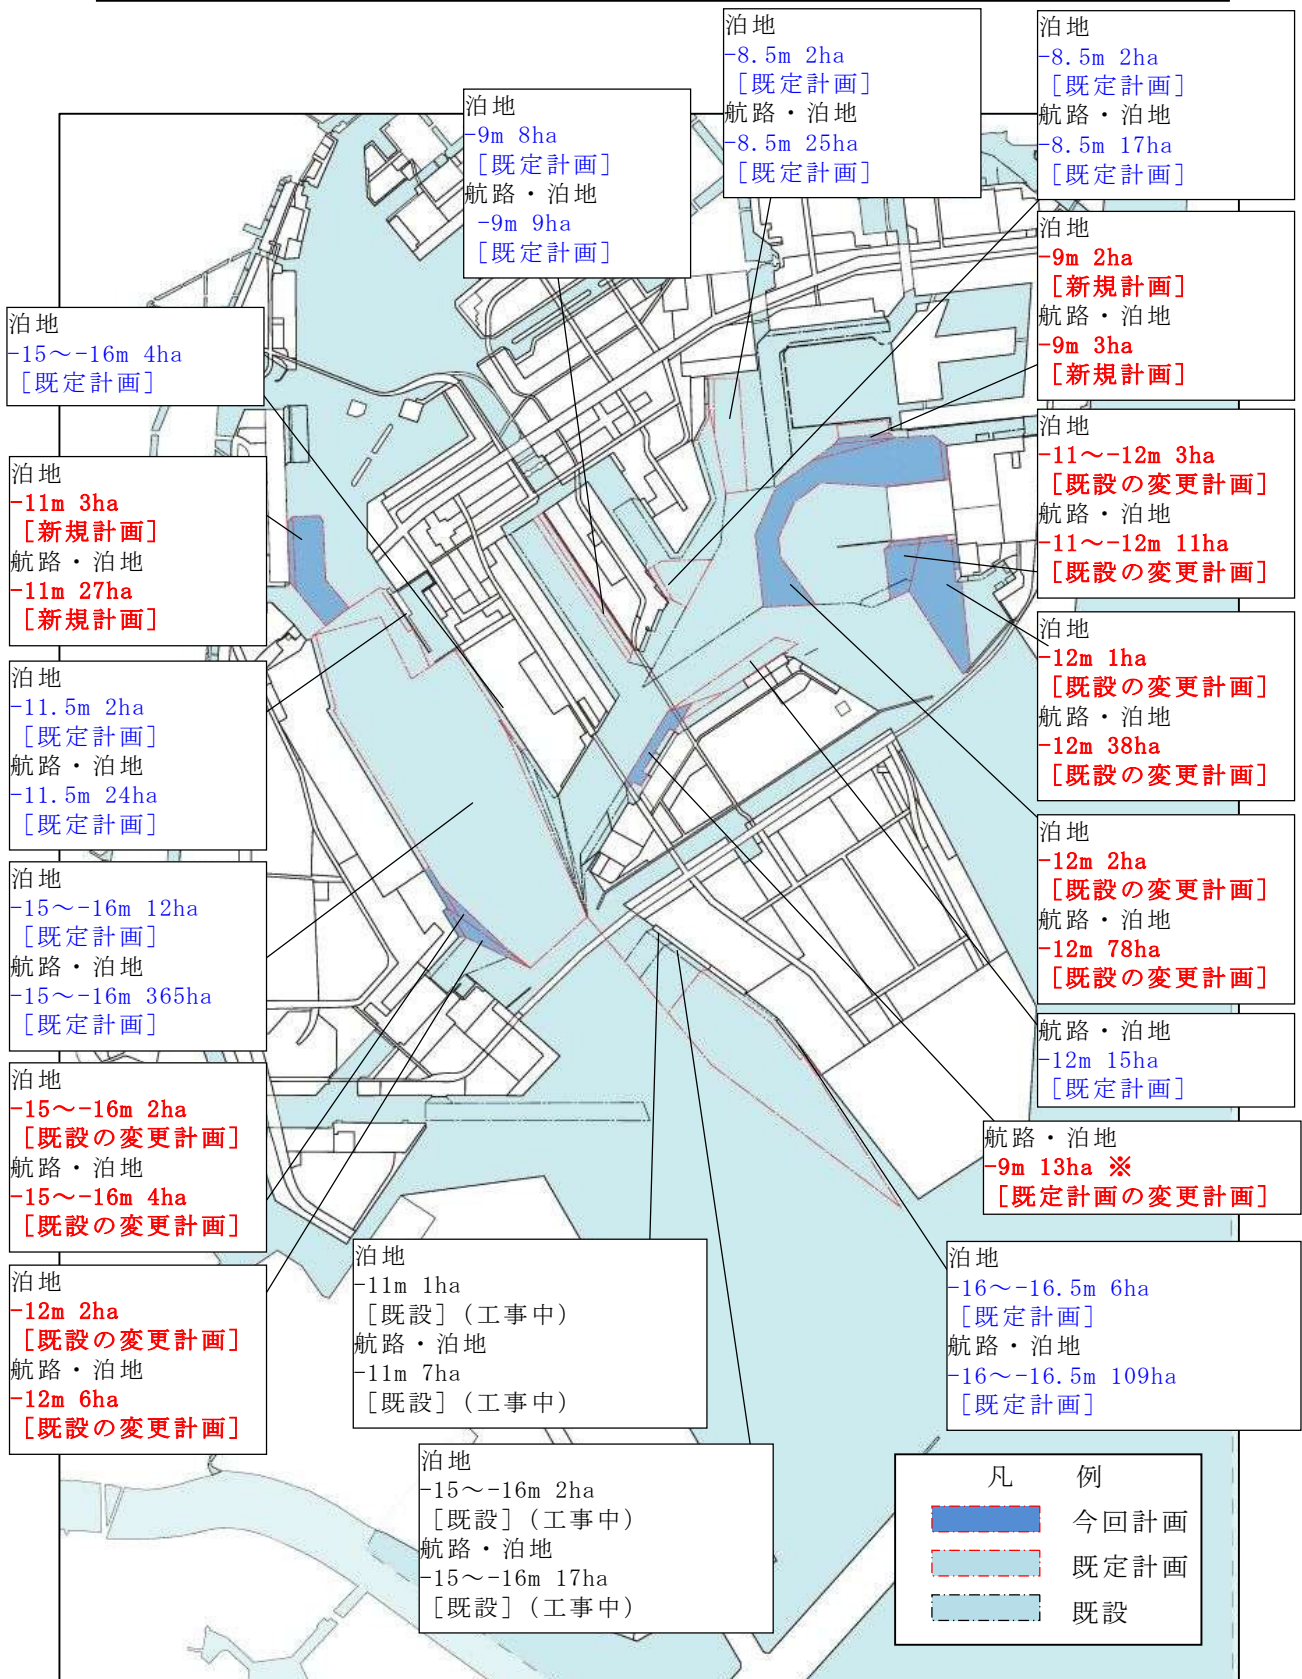 泊地
-8.5m 2ha
[既定計画]
航路・泊地
-8.5m 25ha
[既定計画]
泊地
-8.5m 2ha
[既定計画]
航路・泊地
-8.5m 17ha
[既定計画]
泊地
-9m 8ha
[既定計画]
航路・泊地
-9m 9ha
[既定計画]
泊地
-9m 2ha
[新規計画]
航路・泊地
-9m 3ha
[新規計画]
泊地
-15～-16m 4ha
[既定計画]
泊地
-11～-12m 3ha
[既設の変更計画]
航路・泊地
-11～-12m 11ha
[既設の変更計画]
泊地
-11m 3ha
[新規計画]
航路・泊地
-11m 27ha
[新規計画]
泊地
-12m 1ha
[既設の変更計画]
航路・泊地
-12m 38ha
[既設の変更計画]
泊地
-11.5m 2ha
[既定計画]
航路・泊地
-11.5m 24ha
[既定計画]
泊地
-12m 2ha
[既設の変更計画]
航路・泊地
-12m 78ha
[既設の変更計画]
泊地
-15～-16m 12ha
[既定計画]
航路・泊地
-15～-16m 365ha
[既定計画]
航路・泊地
-12m 15ha
[既定計画]
泊地
-15～-16m 2ha
[既設の変更計画]
航路・泊地
-15～-16m 4ha
[既設の変更計画]
航路・泊地
-9m 13ha ※
[既定計画の変更計画]
泊地
-11m 1ha
[既設](工事中)
航路・泊地
-11m 7ha
[既設](工事中)
泊地
-16～-16.5m 6ha
[既定計画]
航路・泊地
-16～-16.5m 109ha
[既定計画]
泊地
-12m 2ha
[既設の変更計画]
航路・泊地
-12m 6ha
[既設の変更計画]
泊地
-15～-16m 2ha
[既設](工事中)
航路・泊地
-15～-16m 17ha
[既設](工事中)
凡 例
今回計画
既定計画
既設